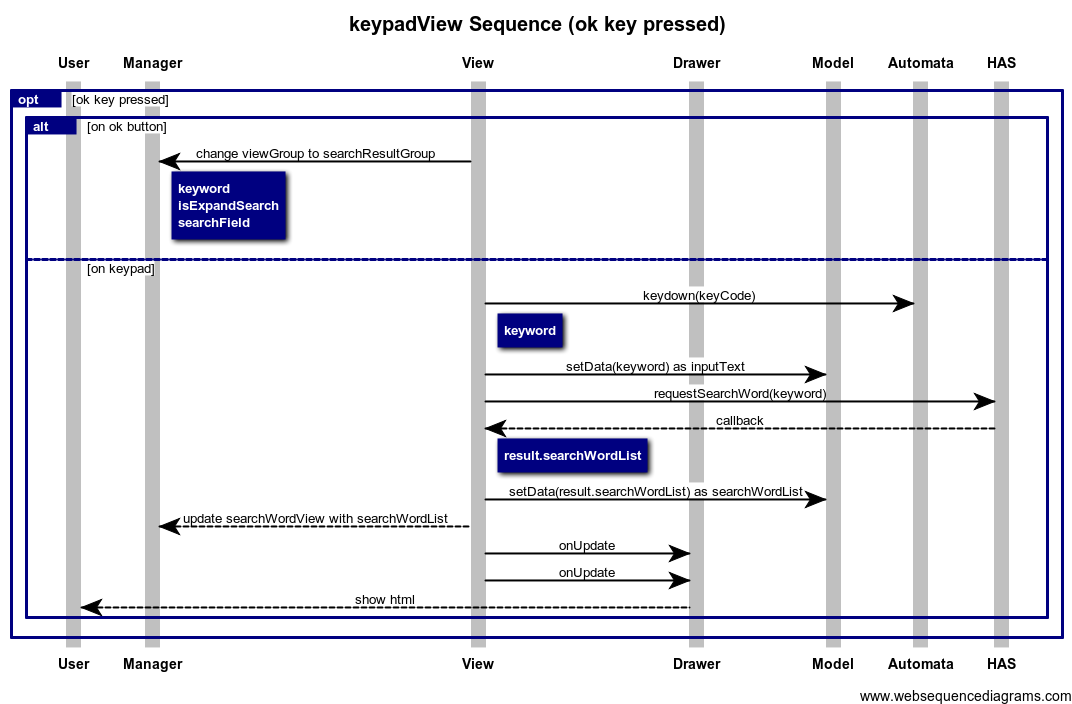 keypadView Sequence (ok key pressed)
User Manager View Drawer Model Automata HAS
opt [ok key pressed]
alt [on ok button]
change viewGroup to searchResultGroup
keyword
isExpandSearch
searchField
[on keypad]
keydown(keyCode)
keyword
setData(keyword) as inputText
requestSearchWord(keyword)
callback
result.searchWordList
setData(result.searchWordList) as searchWordList
update searchWordView with searchWordList
onUpdate
onUpdate
show html
User Manager View Drawer Model Automata HAS
www.websequencediagrams.com